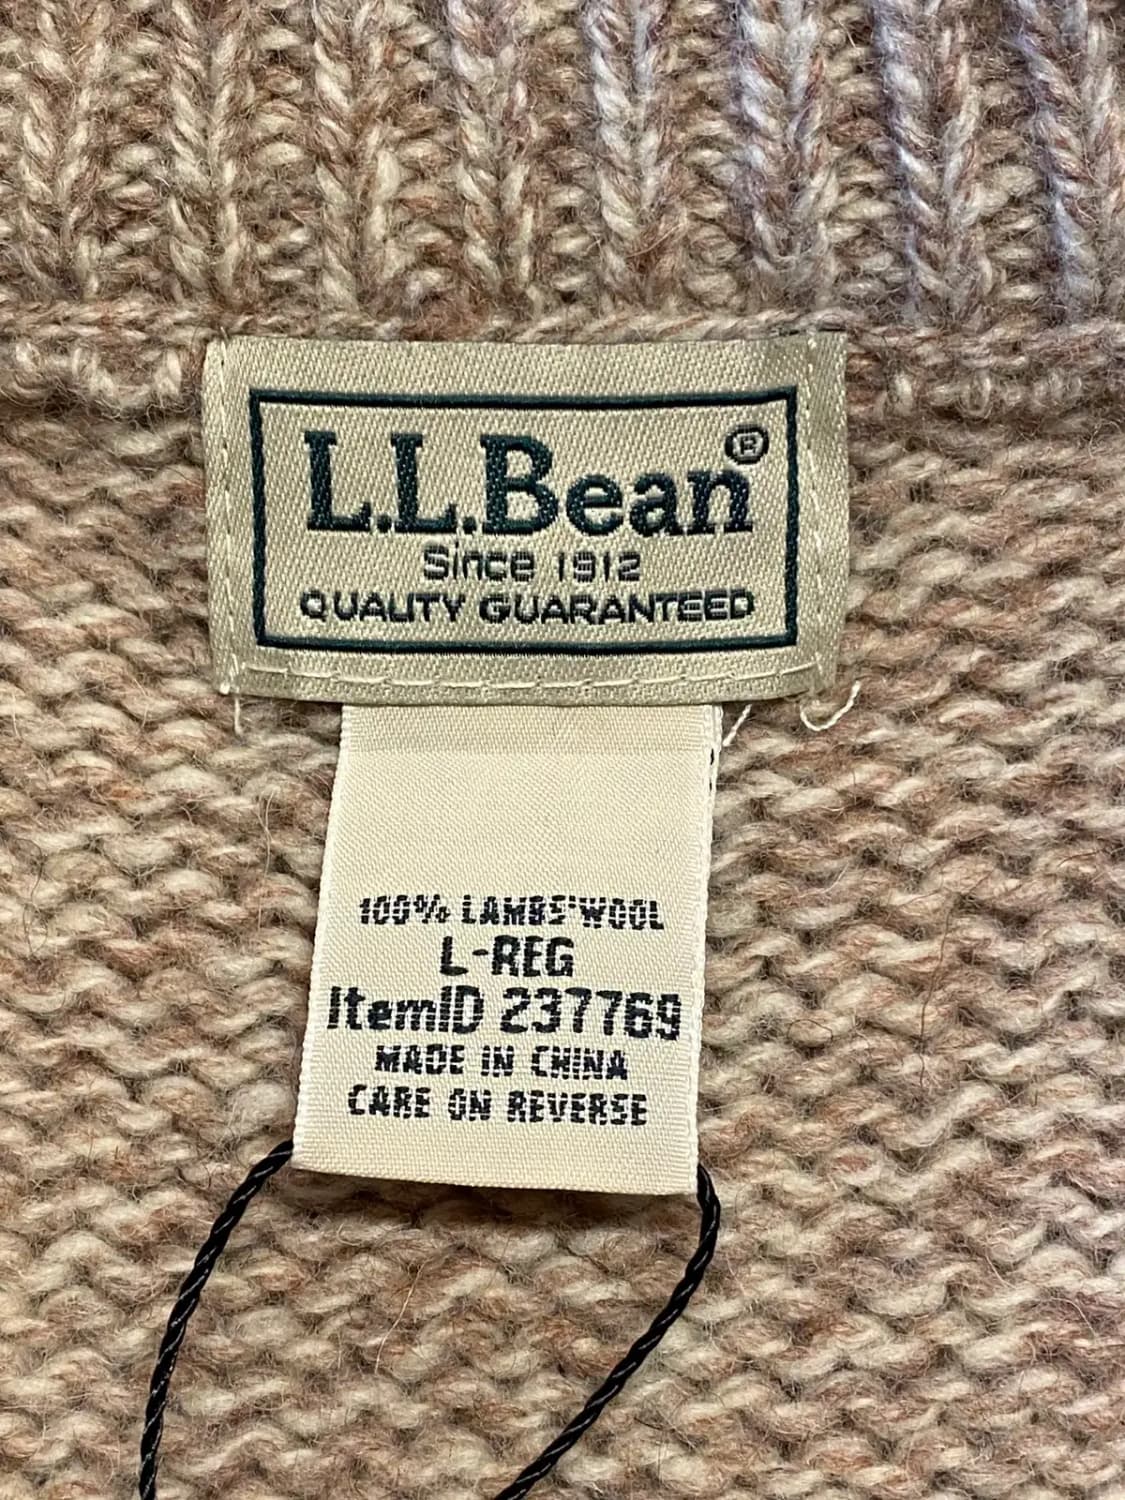 L.L.Bean®
Since 1912
QUALITY GUARANTEED
100% LAMBS'WOOL
L-REG
ItemID 237769
MADE IN CHINA
CARE ON REVERSE